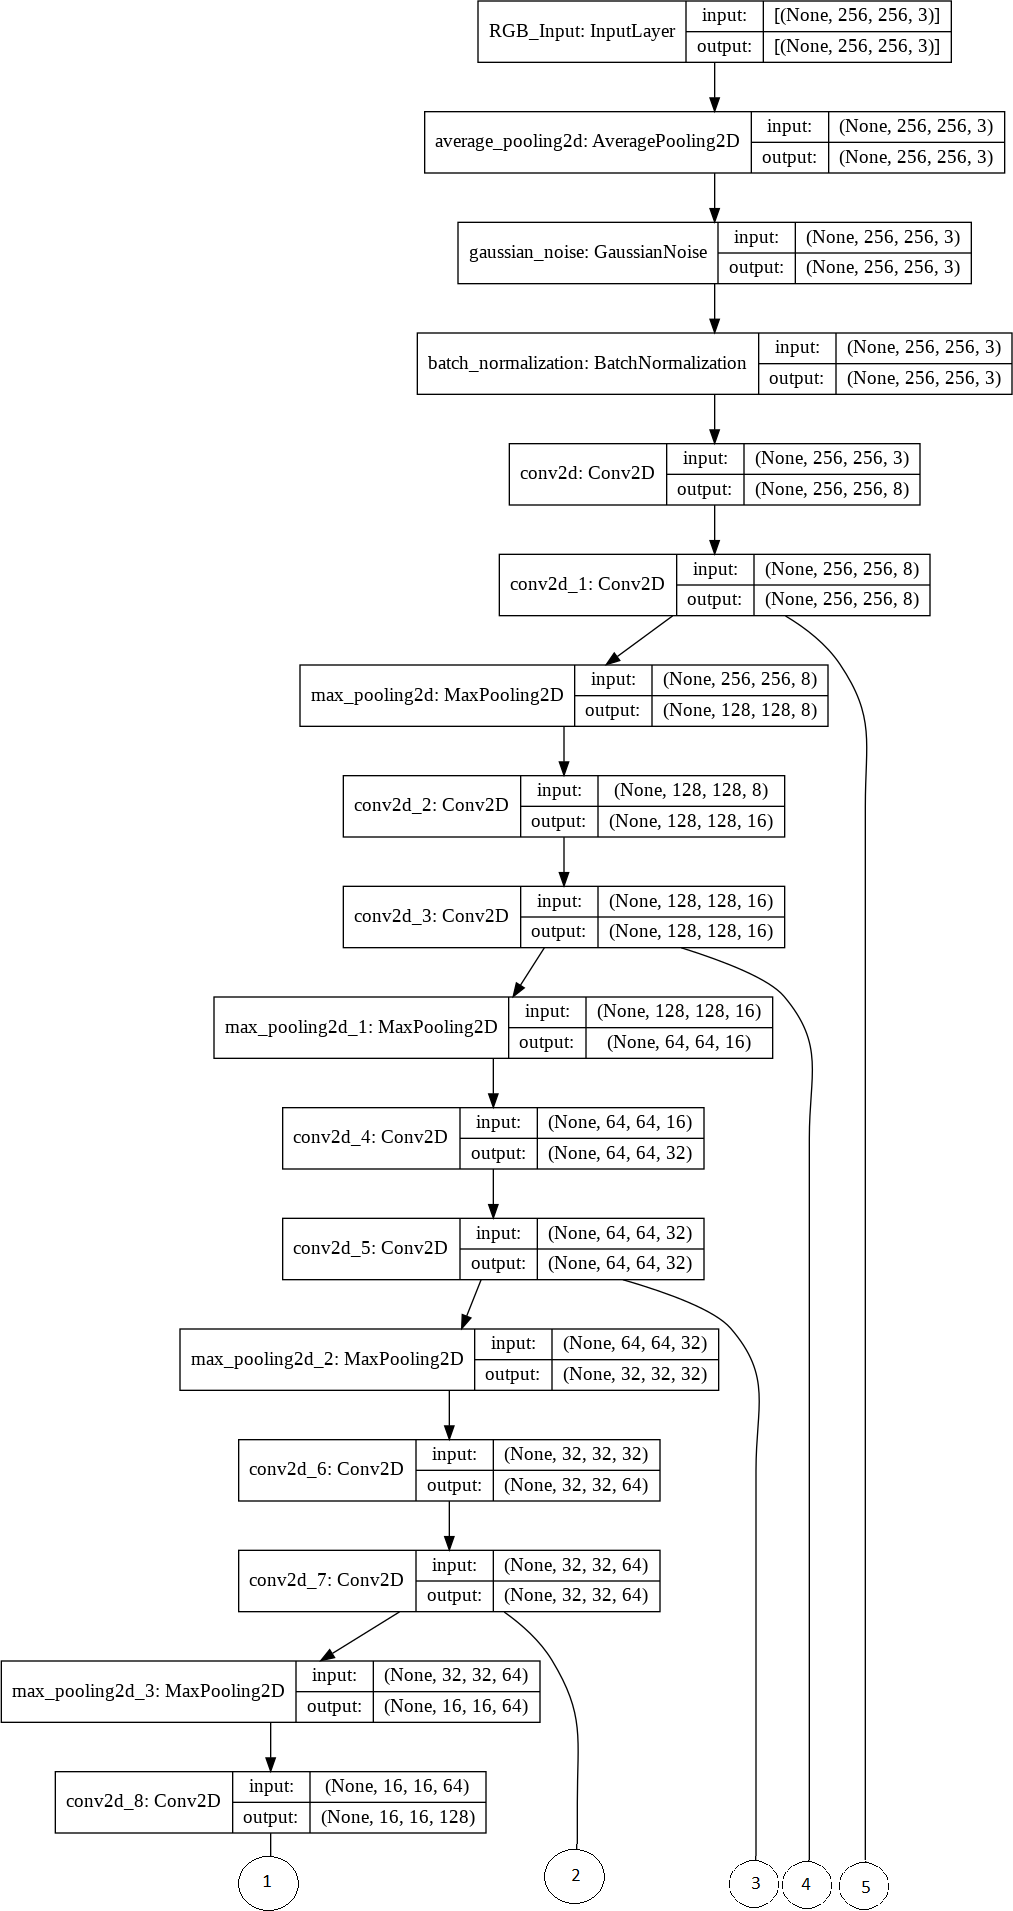 RGB_Input: InputLayer
input: [(None, 256, 256, 3)]
output: [(None, 256, 256, 3)]
average_pooling2d: AveragePooling2D
input: (None, 256, 256, 3)
output: (None, 256, 256, 3)
gaussian_noise: GaussianNoise
input: (None, 256, 256, 3)
output: (None, 256, 256, 3)
batch_normalization: BatchNormalization
input: (None, 256, 256, 3)
output: (None, 256, 256, 3)
conv2d: Conv2D
input: (None, 256, 256, 3)
output: (None, 256, 256, 8)
conv2d_1: Conv2D
input: (None, 256, 256, 8)
output: (None, 256, 256, 8)
max_pooling2d: MaxPooling2D
input: (None, 256, 256, 8)
output: (None, 128, 128, 8)
conv2d_2: Conv2D
input: (None, 128, 128, 8)
output: (None, 128, 128, 16)
conv2d_3: Conv2D
input: (None, 128, 128, 16)
output: (None, 128, 128, 16)
max_pooling2d_1: MaxPooling2D
input: (None, 128, 128, 16)
output: (None, 64, 64, 16)
conv2d_4: Conv2D
input: (None, 64, 64, 16)
output: (None, 64, 64, 32)
conv2d_5: Conv2D
input: (None, 64, 64, 32)
output: (None, 64, 64, 32)
max_pooling2d_2: MaxPooling2D
input: (None, 64, 64, 32)
output: (None, 32, 32, 32)
conv2d_6: Conv2D
input: (None, 32, 32, 32)
output: (None, 32, 32, 64)
conv2d_7: Conv2D
input: (None, 32, 32, 64)
output: (None, 32, 32, 64)
max_pooling2d_3: MaxPooling2D
input: (None, 32, 32, 64)
output: (None, 16, 16, 64)
conv2d_8: Conv2D
input: (None, 16, 16, 64)
output: (None, 16, 16, 128)
1 2 3 4 5